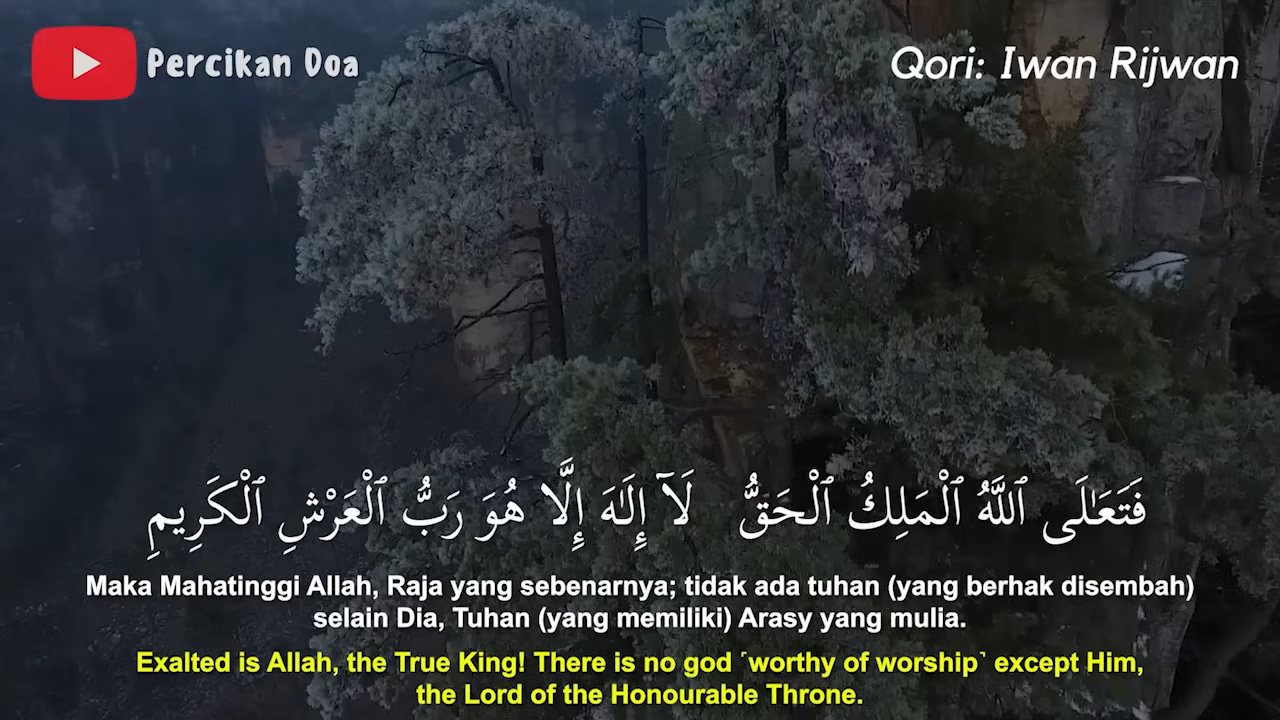 Percikan Doa
Qori: Iwan Rijwan
فَتَعَـٰلَى ٱللَّهُ ٱلْمَلِكُ ٱلْحَقُّ لَآ إِلَـٰهَ إِلَّا هُوَ رَبُّ ٱلْعَرْشِ ٱلْكَرِيمِ
Maka Mahatinggi Allah, Raja yang sebenarnya; tidak ada tuhan (yang berhak disembah)
selain Dia, Tuhan (yang memiliki) Arasy yang mulia.
Exalted is Allah, the True King! There is no god ˹worthy of worship˺ except Him,
the Lord of the Honourable Throne.